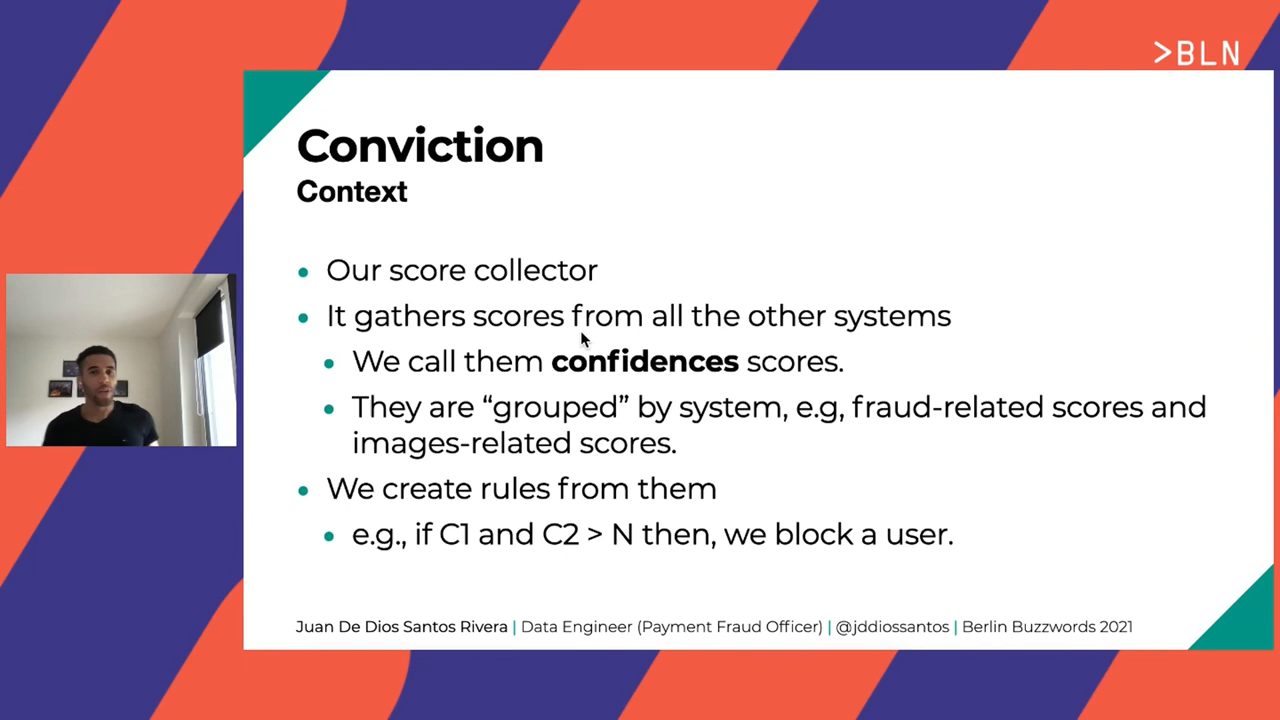 >BLN
Conviction
Context
• Our score collector
• It gathers scores from all the other systems
• We call them confidences scores.
• They are “grouped” by system, e.g, fraud-related scores and
images-related scores.
• We create rules from them
• e.g., if C1 and C2 > N then, we block a user.
Juan De Dios Santos Rivera | Data Engineer (Payment Fraud Officer) | @jddiossantos | Berlin Buzzwords 2021